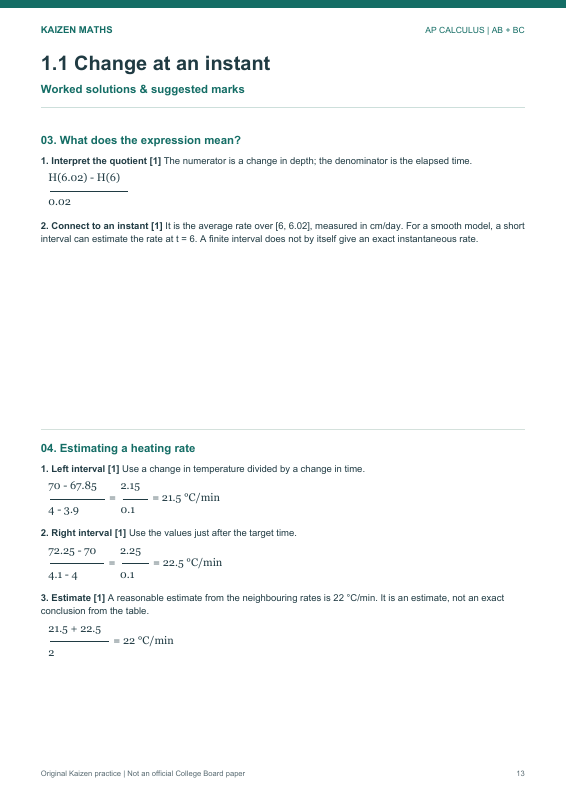 KAIZEN MATHS
AP CALCULUS | AB + BC
1.1 Change at an instant
Worked solutions & suggested marks
03. What does the expression mean?
1. Interpret the quotient [1] The numerator is a change in depth; the denominator is the elapsed time.
H(6.02) - H(6)
0.02
2. Connect to an instant [1] It is the average rate over [6, 6.02], measured in cm/day. For a smooth model, a short
interval can estimate the rate at t = 6. A finite interval does not by itself give an exact instantaneous rate.
04. Estimating a heating rate
1. Left interval [1] Use a change in temperature divided by a change in time.
70 - 67.85 2.15
= = 21.5 °C/min
4 - 3.9 0.1
2. Right interval [1] Use the values just after the target time.
72.25 - 70 2.25
= = 22.5 °C/min
4.1 - 4 0.1
3. Estimate [1] A reasonable estimate from the neighbouring rates is 22 °C/min. It is an estimate, not an exact
conclusion from the table.
21.5 + 22.5
= 22 °C/min
2
Original Kaizen practice | Not an official College Board paper
13